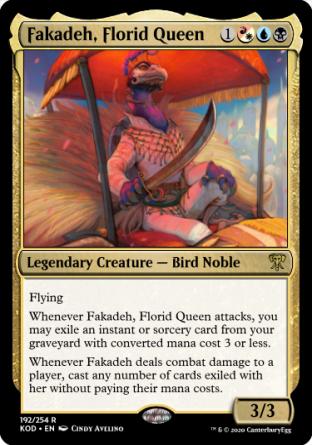 Fakadeh, Florid Queen 1
Legendary Creature — Bird Noble
Flying
Whenever Fakadeh, Florid Queen attacks, you
may exile an instant or sorcery card from your
graveyard with converted mana cost 3 or less.
Whenever Fakadeh deals combat damage to a
player, cast any number of cards exiled with
her without paying their mana costs.
3/3
192/254 R
KOD • EN Cindy Avelino
™ & © 2020 CanterburyEgg